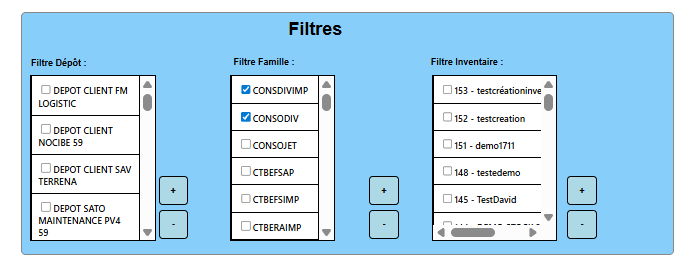 Filtres
Filtre Dépôt :
DEPOT CLIENT FM
LOGISTIC
DEPOT CLIENT
NOCIBE 59
DEPOT CLIENT SAV
TERRENA
DEPOT SATO
MAINTENANCE PV4
59
+
-
Filtre Famille :
CONSDIVIMP
CONSODIV
CONSOJET
CTBEFSAP
CTBEFSIMP
CTBERAIMP
+
-
Filtre Inventaire :
153 - testcréationinve
152 - testcreation
151 - demo1711
148 - testedemo
145 - TestDavid
+
-